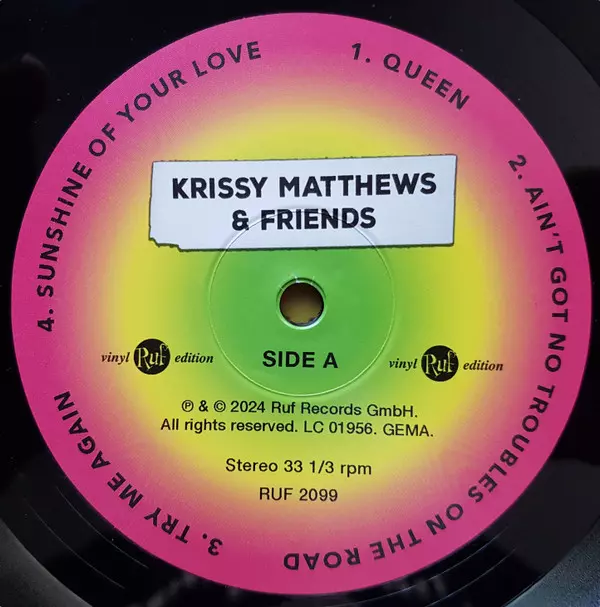 KRISSY MATTHEWS
& FRIENDS
1. QUEEN
2. AIN'T GOT NO TROUBLES ON THE ROAD
3. TRY ME AGAIN
4. SUNSHINE OF YOUR LOVE
vinyl Ruf edition
SIDE A
vinyl Ruf edition
℗ & © 2024 Ruf Records GmbH.
All rights reserved. LC 01956. GEMA.
Stereo 33 1/3 rpm
RUF 2099